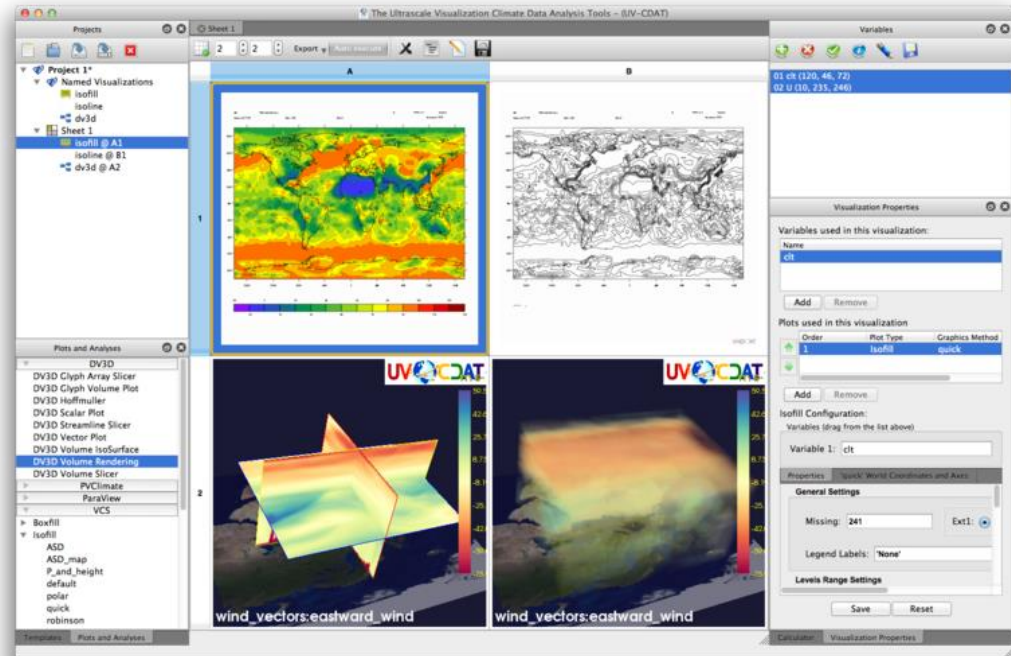 The Ultrascale Visualization Climate Data Analysis Tools - (UV-CDAT)
Projects
Project 1*
Named Visualizations
isofill
isoline
dv3d
Sheet 1
isofill @ A1
isoline @ B1
dv3d @ A2
Plots and Analyses
DV3D
DV3D Glyph Array Slicer
DV3D Glyph Volume Plot
DV3D Hoffmuller
DV3D Scalar Plot
DV3D Streamline Slicer
DV3D Vector Plot
DV3D Volume IsoSurface
DV3D Volume Rendering
DV3D Volume Slicer
PVClimate
ParaView
VCS
Boxfill
Isofill
ASD
ASD_map
P_and_height
default
polar
quick
robinson
Templates Plots and Analyses
Sheet 1
2 2 Export Auto execute
A B
1
2
UV CDAT
wind_vectors:eastward_wind
UV CDAT
wind_vectors:eastward_wind
Variables
01 clt (120, 46, 72)
02 U (10, 235, 246)
Visualization Properties
Variables used in this visualization:
Name
clt
Add Remove
Plots used in this visualization
Order Plot Type Graphics Method
1 Isofill quick
Add Remove
Isofill Configuration:
Variables (drag from the list above)
Variable 1: clt
Properties 'quick' World Coordinates and Axes
General Settings
Missing: 241 Ext1:
Legend Labels: 'None'
Levels Range Settings
Save Reset
Calculator Visualization Properties